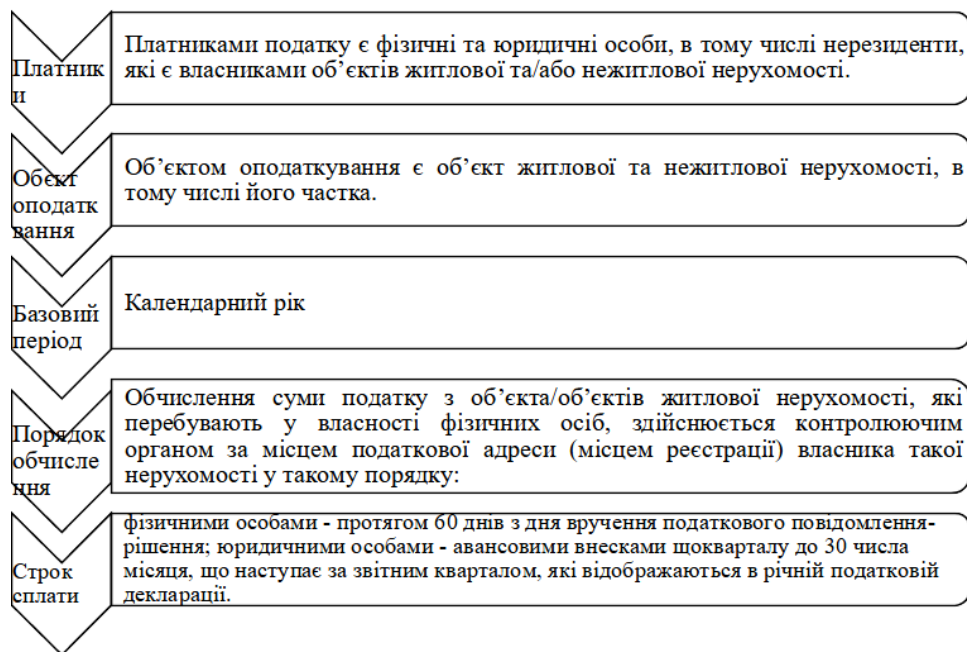 Платник
и
Платниками податку є фізичні та юридичні особи, в тому числі нерезиденти,
які є власниками об’єктів житлової та/або нежитлової нерухомості.
Обєкт
оподатк
вання
Об’єктом оподаткування є об’єкт житлової та нежитлової нерухомості, в
тому числі його частка.
Базовий
період
Календарний рік
Порядок
обчисле
ння
Обчислення суми податку з об’єкта/об’єктів житлової нерухомості, які
перебувають у власності фізичних осіб, здійснюється контролюючим
органом за місцем податкової адреси (місцем реєстрації) власника такої
нерухомості у такому порядку:
Строк
сплати
фізичними особами - протягом 60 днів з дня вручення податкового повідомлення-
рішення; юридичними особами - авансовими внесками щокварталу до 30 числа
місяця, що наступає за звітним кварталом, які відображаються в річній податковій
декларації.